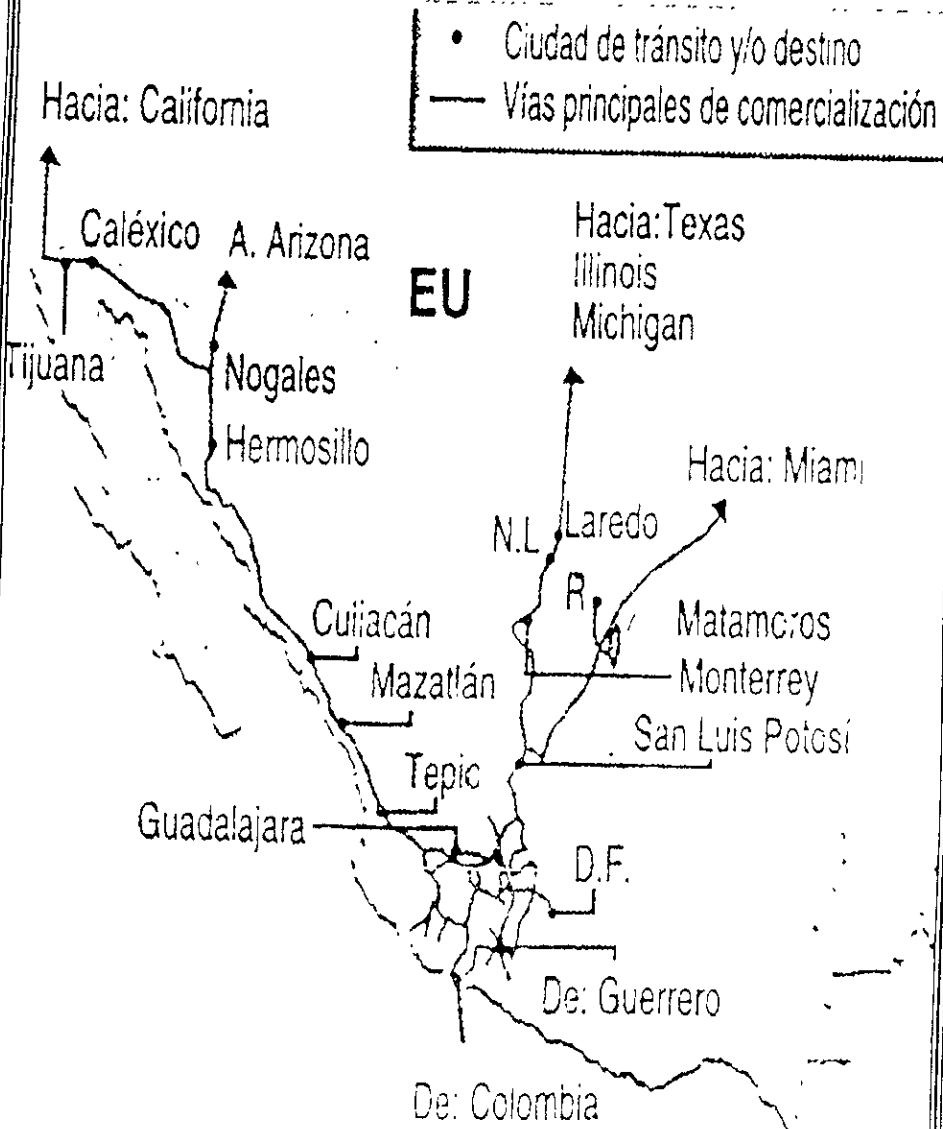 Ciudad de tránsito y/o destino
Vías principales de comercialización
Hacia: California
Caléxico
A. Arizona
EU
Hacia:Texas
Illinois
Michigan
Tijuana
Nogales
Hermosillo
Hacia: Miami
N.L
Laredo
R
Matamoros
Monterrey
Culiacán
Mazatlán
San Luis Potosí
Tepic
Guadalajara
D.F.
De: Guerrero
De: Colombia